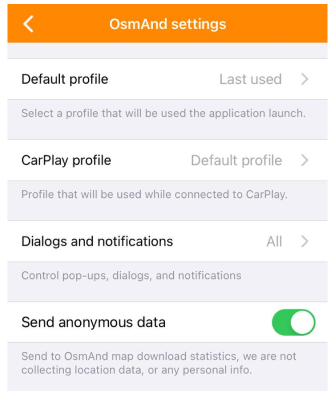 OsmAnd settings
Default profile Last used
Select a profile that will be used the application launch.
CarPlay profile Default profile
Profile that will be used while connected to CarPlay.
Dialogs and notifications All
Control pop-ups, dialogs, and notifications
Send anonymous data
Send to OsmAnd map download statistics, we are not
collecting location data, or any personal info.